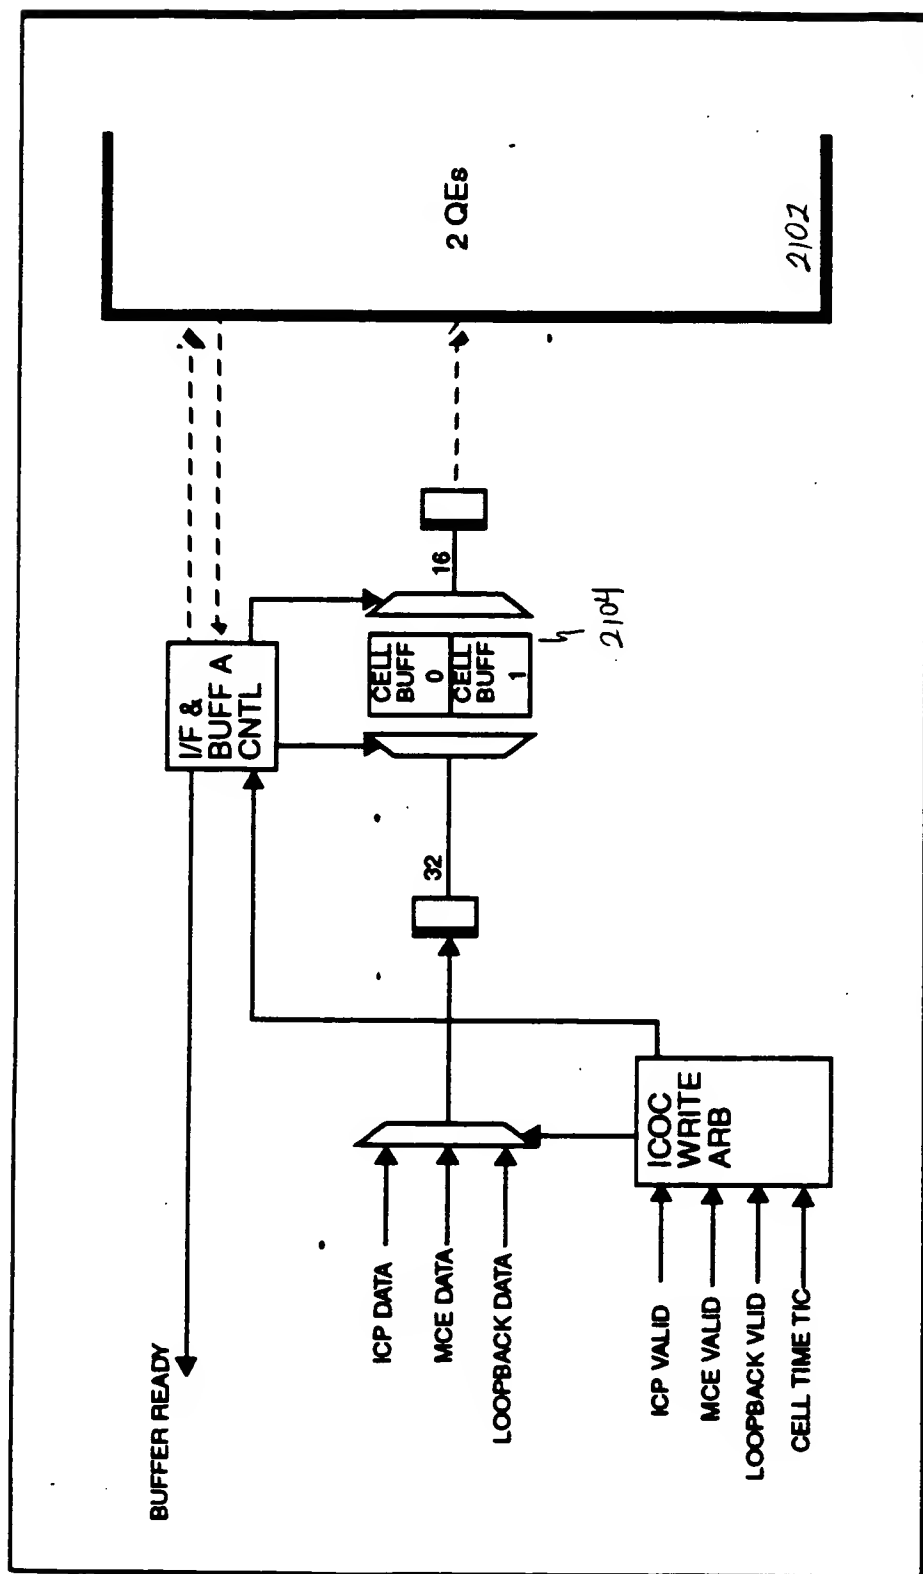 BUFFER READY
I/F &
BUFF A
CNTL
2 QEs
2102
ICP DATA
MCE DATA
LOOPBACK DATA
32
CELL
BUFF
0
CELL
BUFF
1
16
2104
ICP VALID
MCE VALID
LOOPBACK VLID
CELL TIME TIC
ICOC
WRITE
ARB